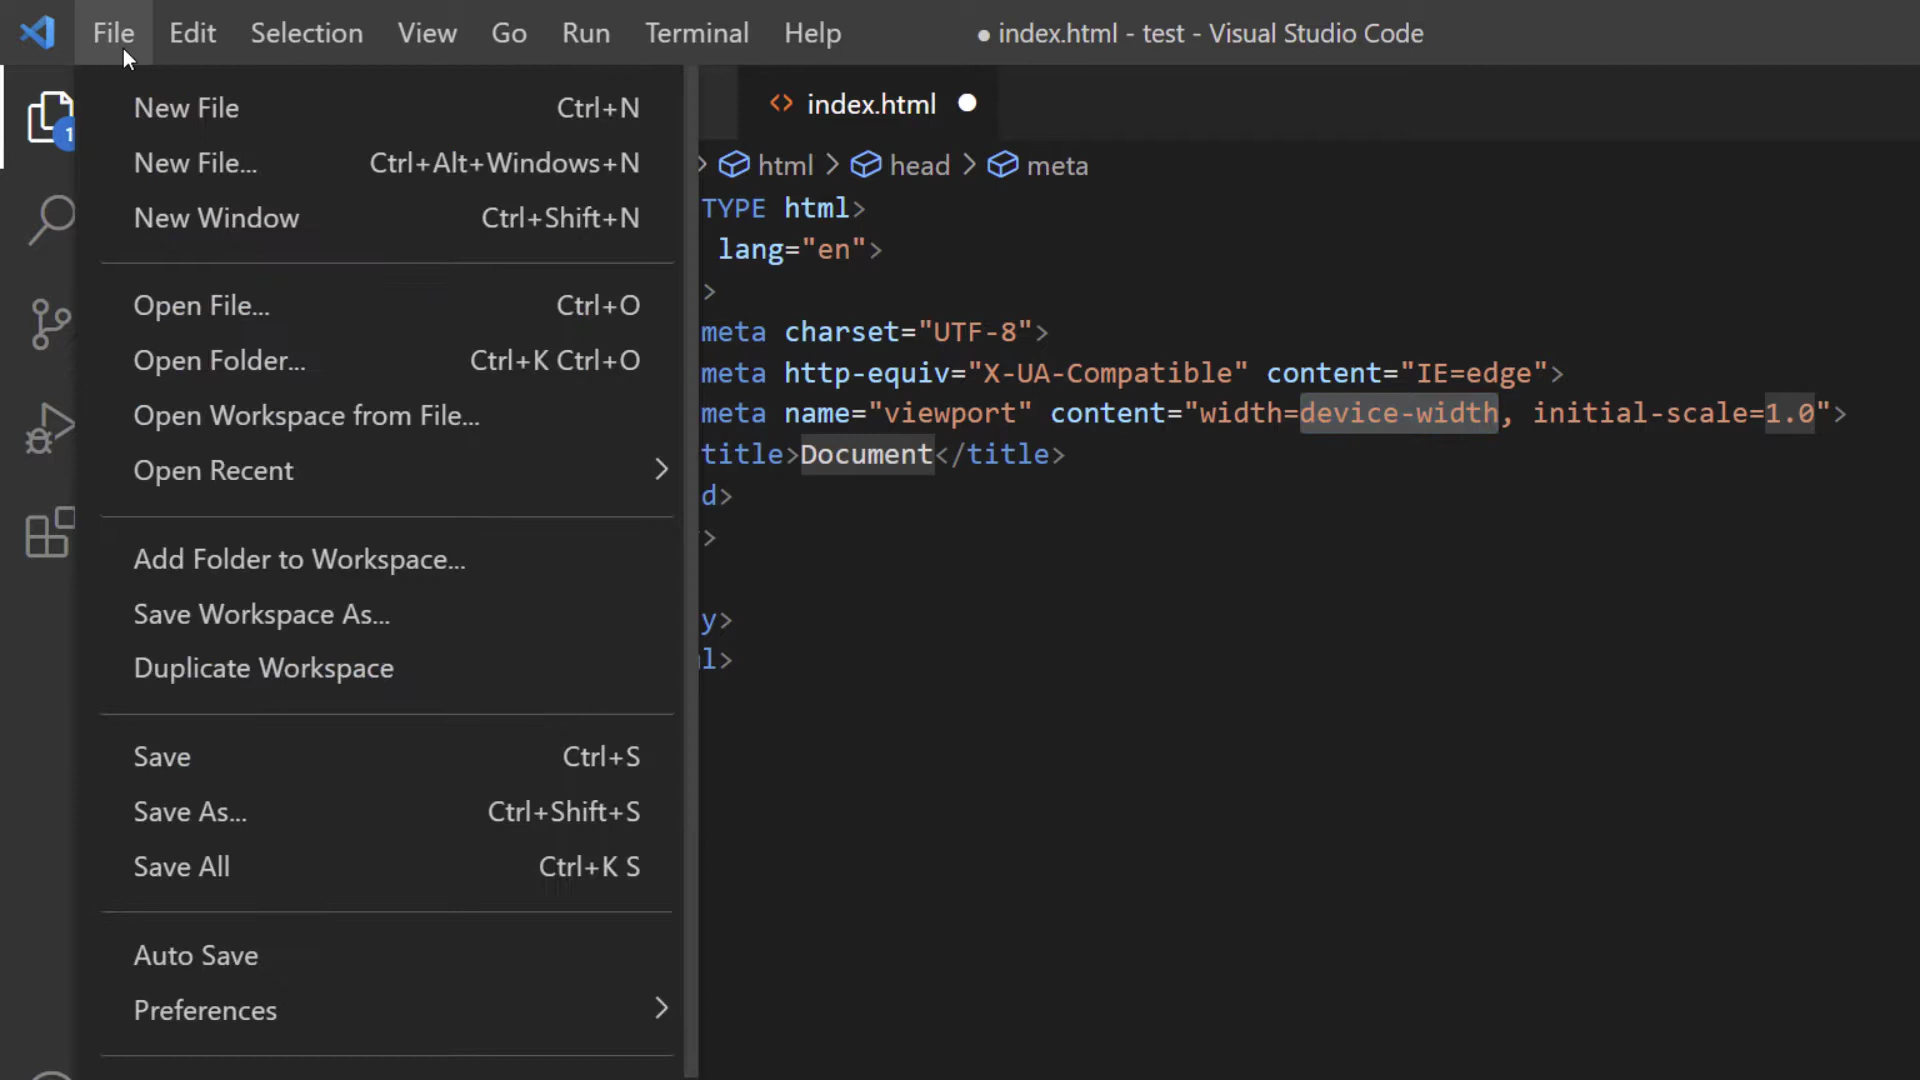 File Edit Selection View Go Run Terminal Help ● index.html - test - Visual Studio Code
1
New File Ctrl+N
New File... Ctrl+Alt+Windows+N
New Window Ctrl+Shift+N
Open File... Ctrl+O
Open Folder... Ctrl+K Ctrl+O
Open Workspace from File...
Open Recent >
Add Folder to Workspace...
Save Workspace As...
Duplicate Workspace
Save Ctrl+S
Save As... Ctrl+Shift+S
Save All Ctrl+K S
Auto Save
Preferences >
<> index.html ●
> html > head > meta
TYPE html>
lang="en">
>
meta charset="UTF-8">
meta http-equiv="X-UA-Compatible" content="IE=edge">
meta name="viewport" content="width=device-width, initial-scale=1.0">
title>Document</title>
d>
>
y>
l>